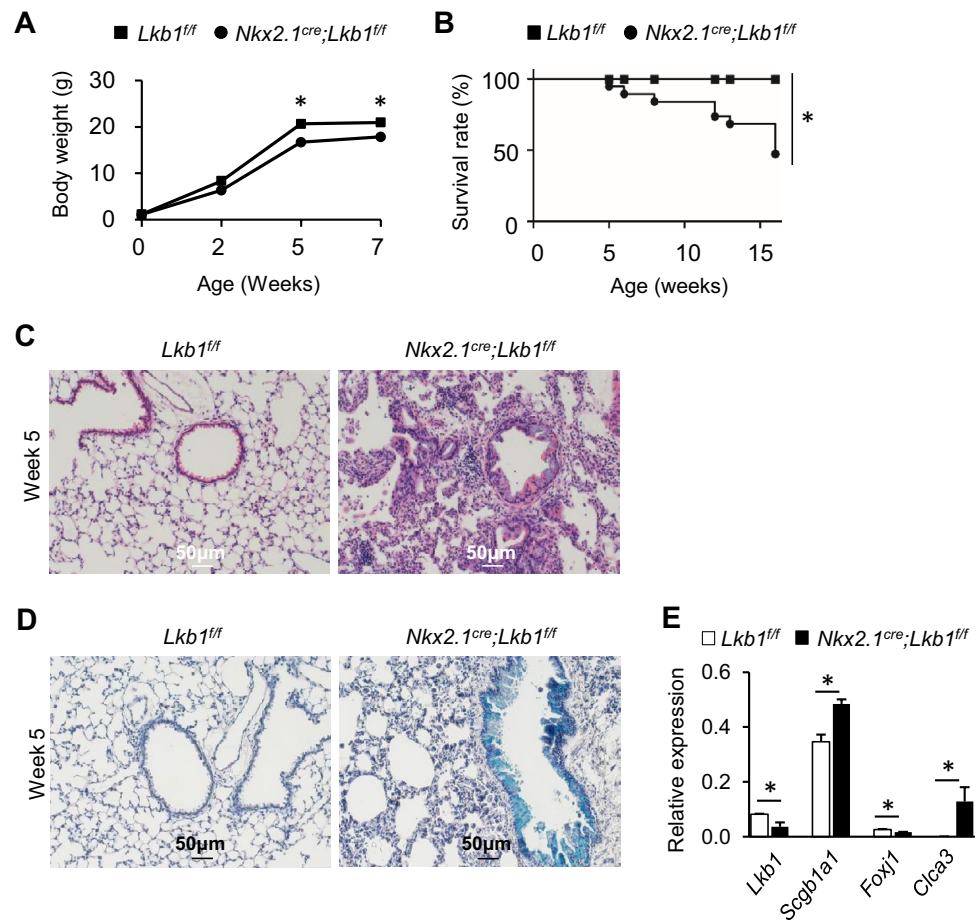 A
Lkb1f/f Nkx2.1cre;Lkb1f/f
Body weight (g)
30
20
10
0
* *
0 2 5 7
Age (Weeks)
B
Lkb1f/f Nkx2.1cre;Lkb1f/f
Survival rate (%)
100
50
0
*
0 5 10 15
Age (weeks)
C
Lkb1f/f Nkx2.1cre;Lkb1f/f
Week 5
50μm 50μm
D
Lkb1f/f Nkx2.1cre;Lkb1f/f
Week 5
50μm 50μm
E
Lkb1f/f Nkx2.1cre;Lkb1f/f
Relative expression
0.6
0.4
0.2
0.0
* * * *
Lkb1 Scgb1a1 Foxj1 Clca3